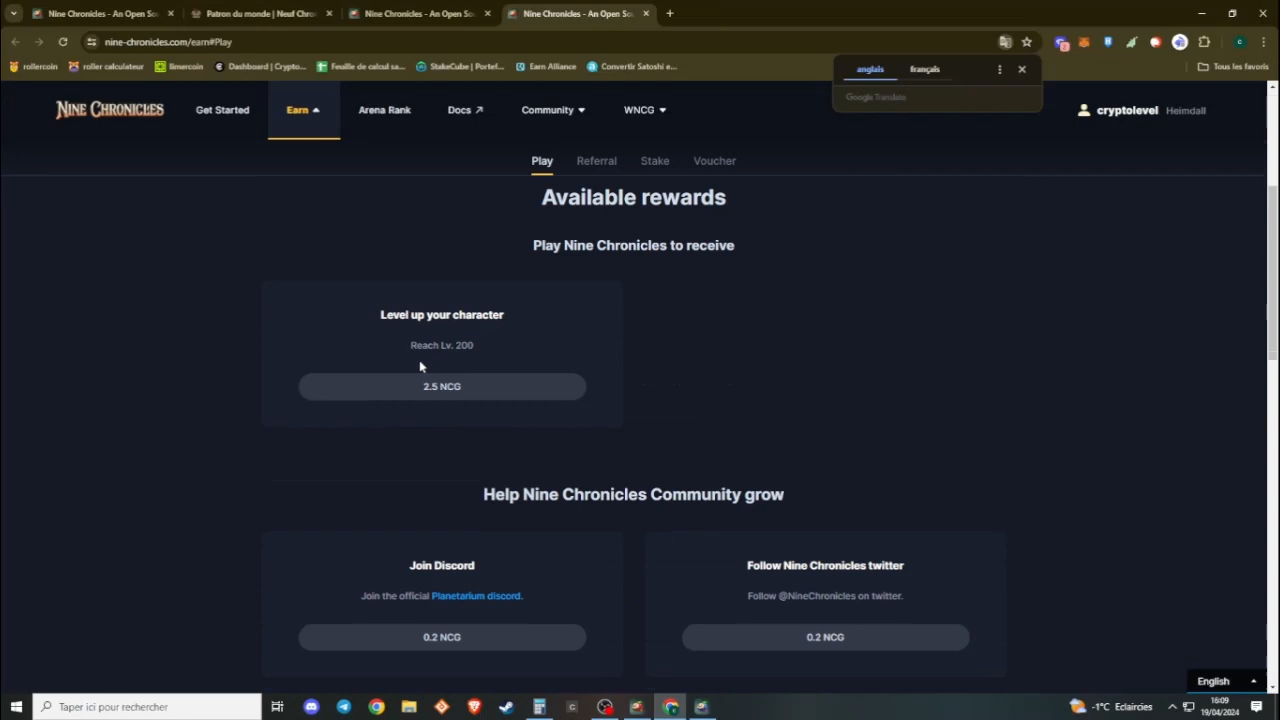 Nine Chronicles - An Open So
Patron du monde | Neuf Chro
Nine Chronicles - An Open Sou
Nine Chronicles - An Open Sou
nine-chronicles.com/earn#Play
rollercoin
roller calculateur
limercoin
Dashboard | Crypto...
Feuille de calcul sa...
StakeCube | Portef...
Earn Alliance
Convertir Satoshi e...
Tous les favoris
anglais
français
Google Translate
NINE CHRONICLES
Get Started
Earn
Arena Rank
Docs
Community
WNCG
cryptolevel Heimdall
Play
Referral
Stake
Voucher
Available rewards
Play Nine Chronicles to receive
Level up your character
Reach Lv. 200
2.5 NCG
Help Nine Chronicles Community grow
Join Discord
Join the official Planetarium discord.
0.2 NCG
Follow Nine Chronicles twitter
Follow @NineChronicles on twitter.
0.2 NCG
English
Taper ici pour rechercher
-1°C Eclaircies
16:09
19/04/2024